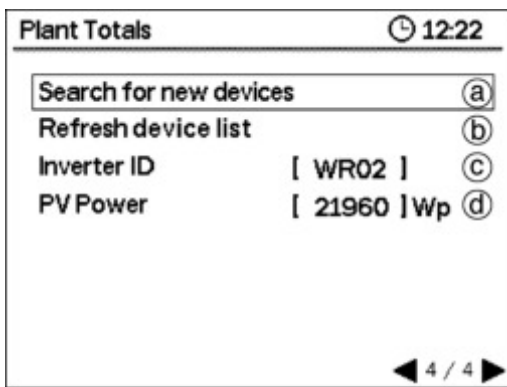 Plant Totals 12:22
Search for new devices ⓐ
Refresh device list ⓑ
Inverter ID [ WR02 ] ⓒ
PV Power [ 21960 ] Wp ⓓ
◀ 4 / 4 ▶